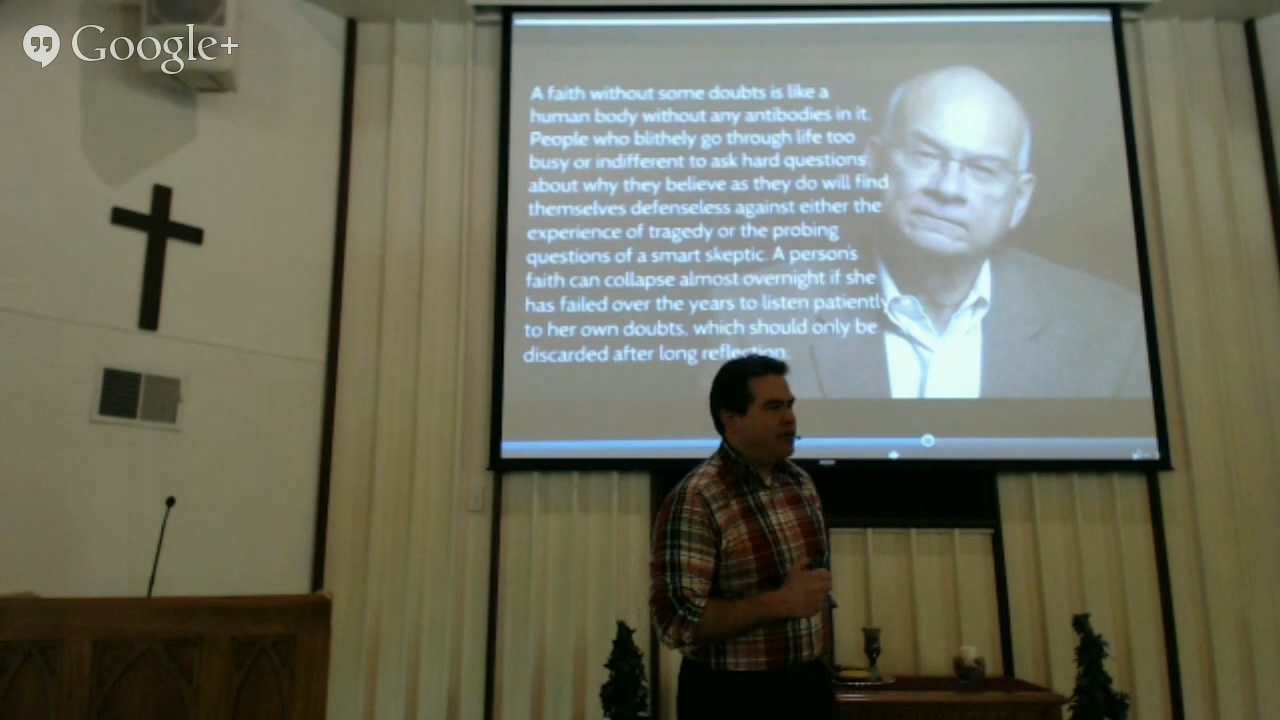 Google+
A faith without some doubts is like a
human body without any antibodies in it.
People who blithely go through life too
busy or indifferent to ask hard questions
about why they believe as they do will find
themselves defenseless against either the
experience of tragedy or the probing
questions of a smart skeptic. A person's
faith can collapse almost overnight if she
has failed over the years to listen patiently
to her own doubts, which should only be
discarded after long reflection.